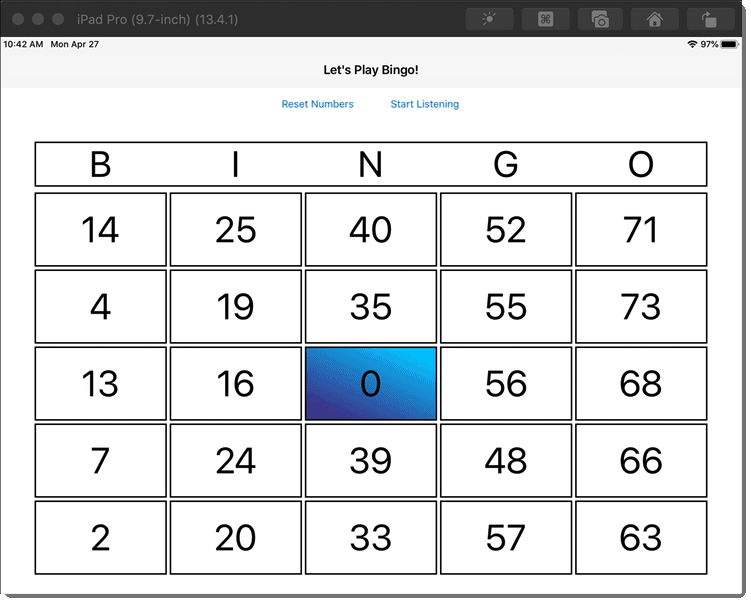 iPad Pro (9.7-inch) (13.4.1)
10:42 AM Mon Apr 27 97%
Let's Play Bingo!
Reset Numbers Start Listening
B I N G O
14 25 40 52 71
4 19 35 55 73
13 16 0 56 68
7 24 39 48 66
2 20 33 57 63